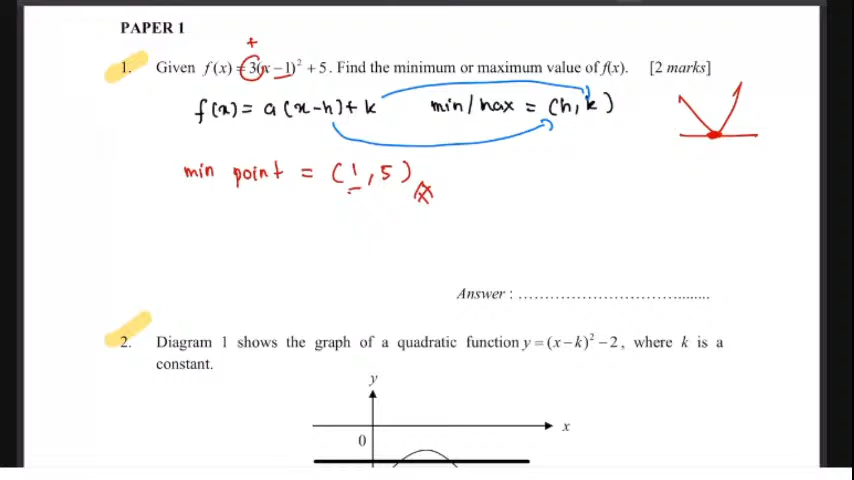 PAPER 1
+
1. Given f(x) = 3(x − 1)² + 5. Find the minimum or maximum value of f(x). [2 marks]
f(x) = a(x-h)+k min/max = (h, k)
min point = (1, 5)
Answer : ........................................
2. Diagram 1 shows the graph of a quadratic function y = (x − k)² − 2, where k is a
constant.
y
x
0